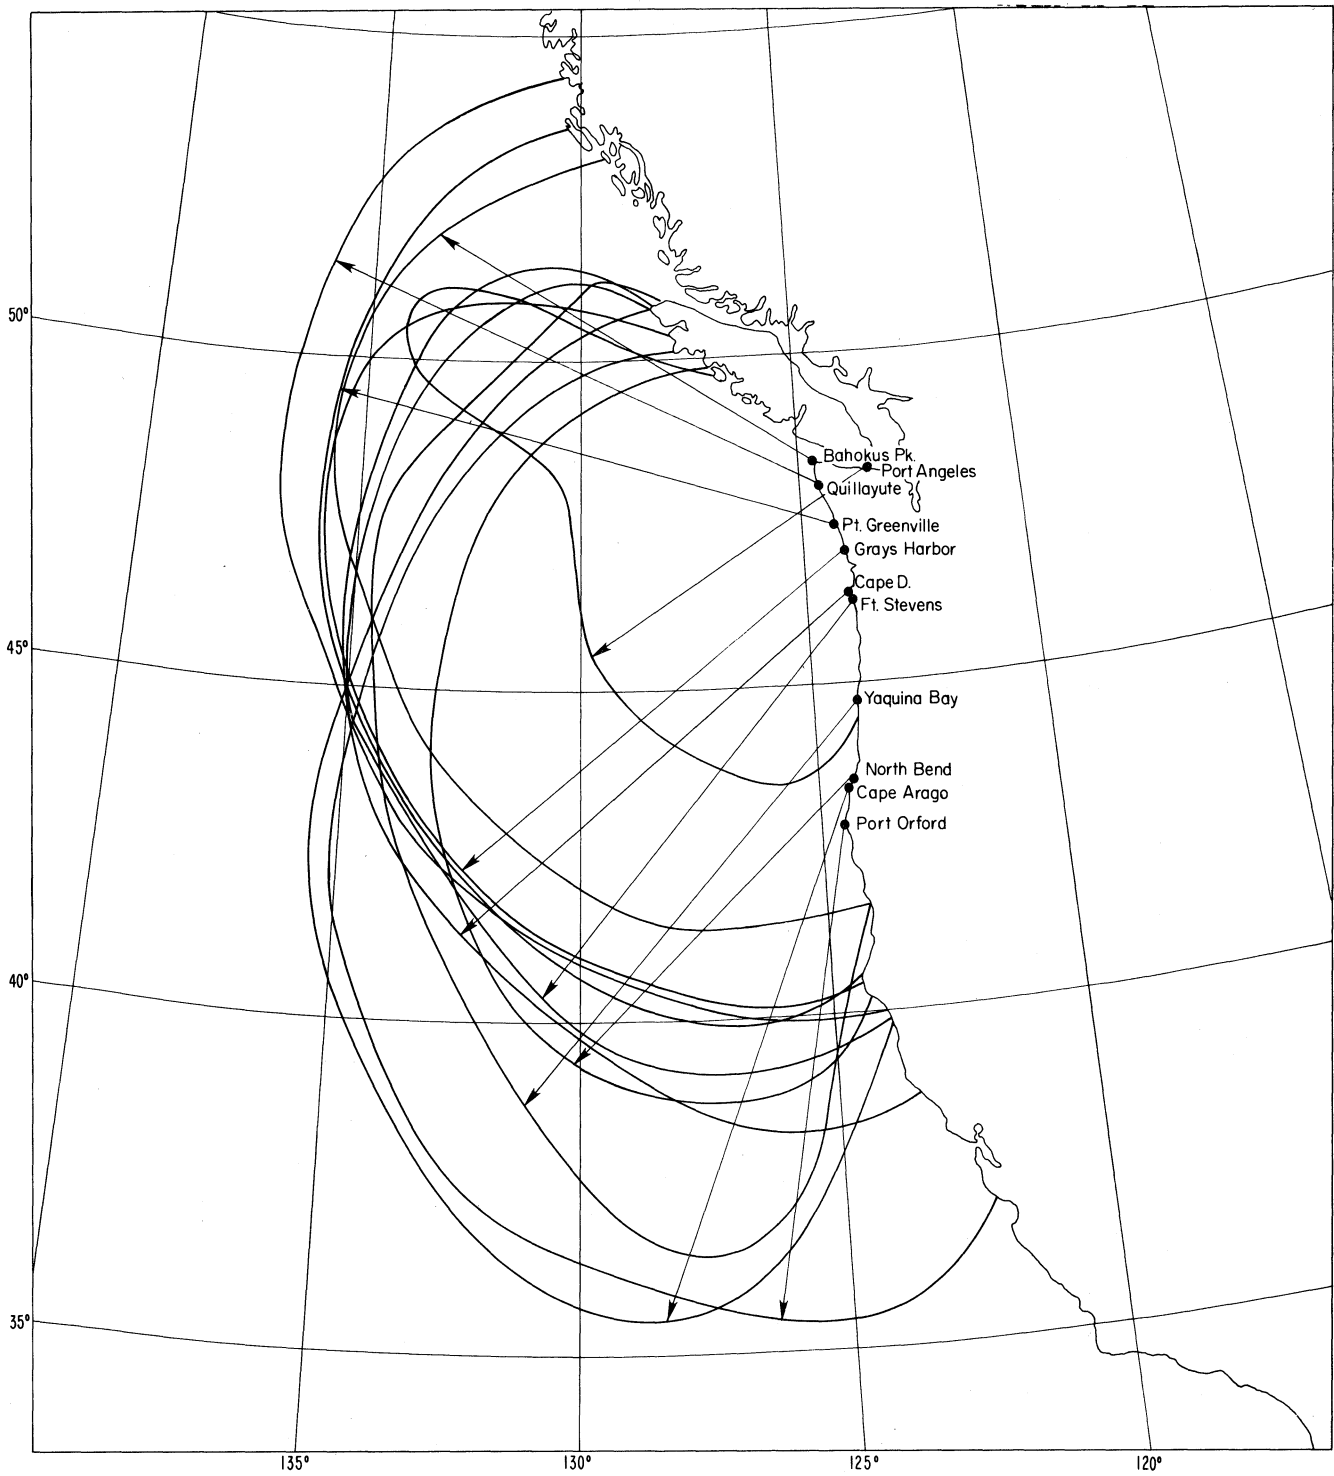 50°
Bahokus Pk.
Port Angeles
Quillayute
Pt. Greenville
Grays Harbor
Cape D.
Ft. Stevens
45°
Yaquina Bay
North Bend
Cape Arago
Port Orford
40°
35°
135°
130°
125°
120°